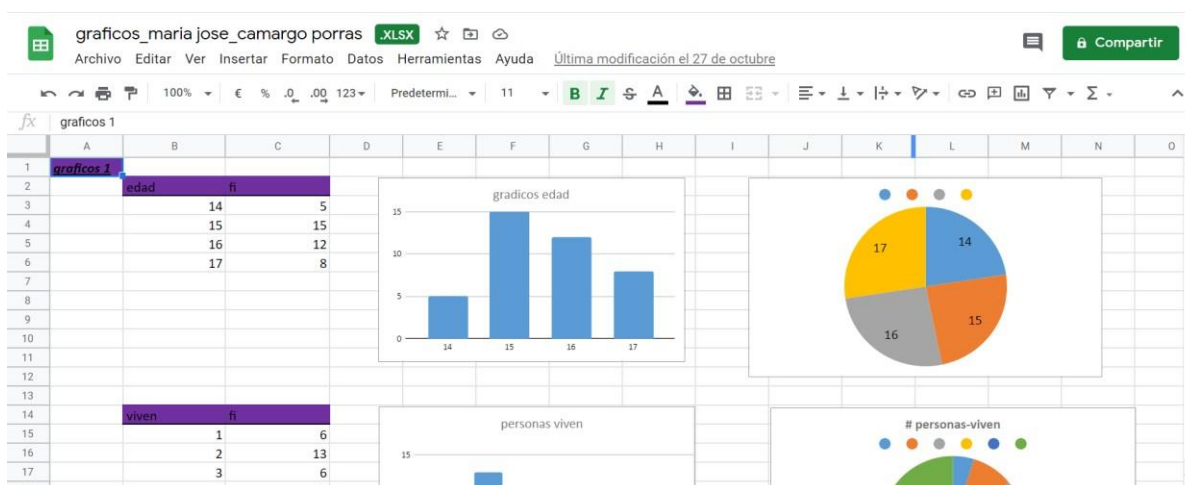 graficos_maria jose_camargo porras .XLSX
Archivo Editar Ver Insertar Formato Datos Herramientas Ayuda Última modificación el 27 de octubre
Compartir
100% € % .0 .00 123 Predetermi... 11 B I S A
fx graficos 1
A B C D E F G H I J K L M N O
1 graficos 1
2 edad fi
3 14 5
4 15 15
5 16 12
6 17 8
7
8
9
10
11
12
13
14 viven fi
15 1 6
16 2 13
17 3 6
gradicos edad
15
10
5
0
14 15 16 17
17 14
16 15
personas viven
15
# personas-viven